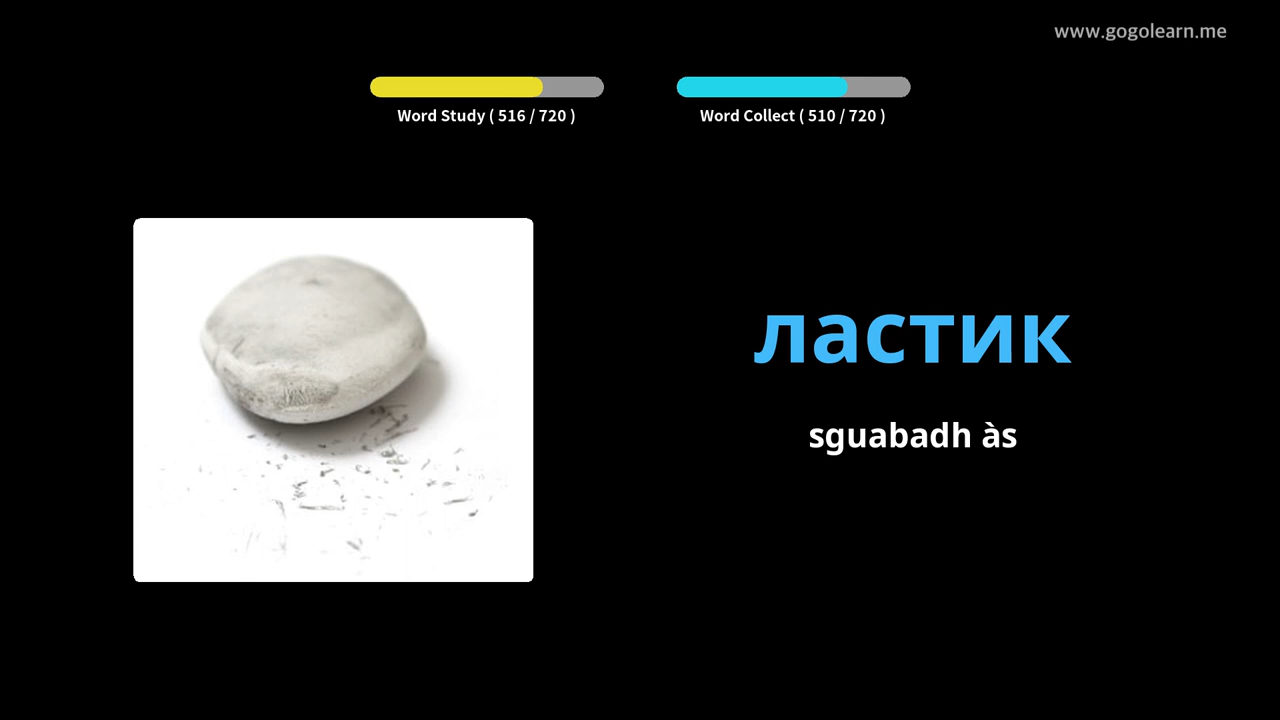 www.gogolearn.me
Word Study ( 516 / 720 )
Word Collect ( 510 / 720 )
ластик
sguabadh às